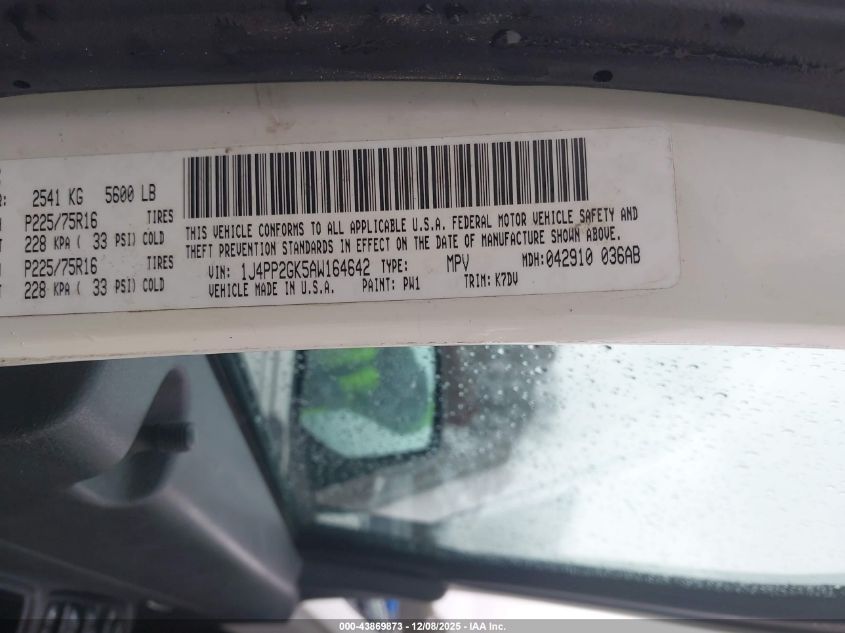 2541 KG 5600 LB
P225/75R16 TIRES
228 KPA ( 33 PSI) COLD
P225/75R16 TIRES
228 KPA ( 33 PSI) COLD
THIS VEHICLE CONFORMS TO ALL APPLICABLE U.S.A. FEDERAL MOTOR VEHICLE SAFETY AND
THEFT PREVENTION STANDARDS IN EFFECT ON THE DATE OF MANUFACTURE SHOWN ABOVE.
VIN: 1J4PP2GK5AW164642 TYPE: MPV MDH: 042910 036AB
VEHICLE MADE IN U.S.A. PAINT: PW1 TRIM: K7DV
000-43869873 - 12/08/2025 - IAA Inc.